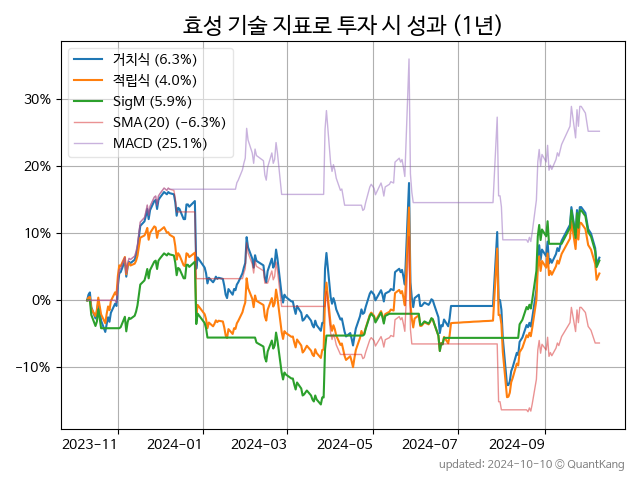 효성 기술 지표로 투자 시 성과 (1년)
거치식 (6.3%)
적립식 (4.0%)
SigM (5.9%)
SMA(20) (−6.3%)
MACD (25.1%)
30%
20%
10%
0%
−10%
2023-11 2024-01 2024-03 2024-05 2024-07 2024-09
updated: 2024-10-10 © QuantKang